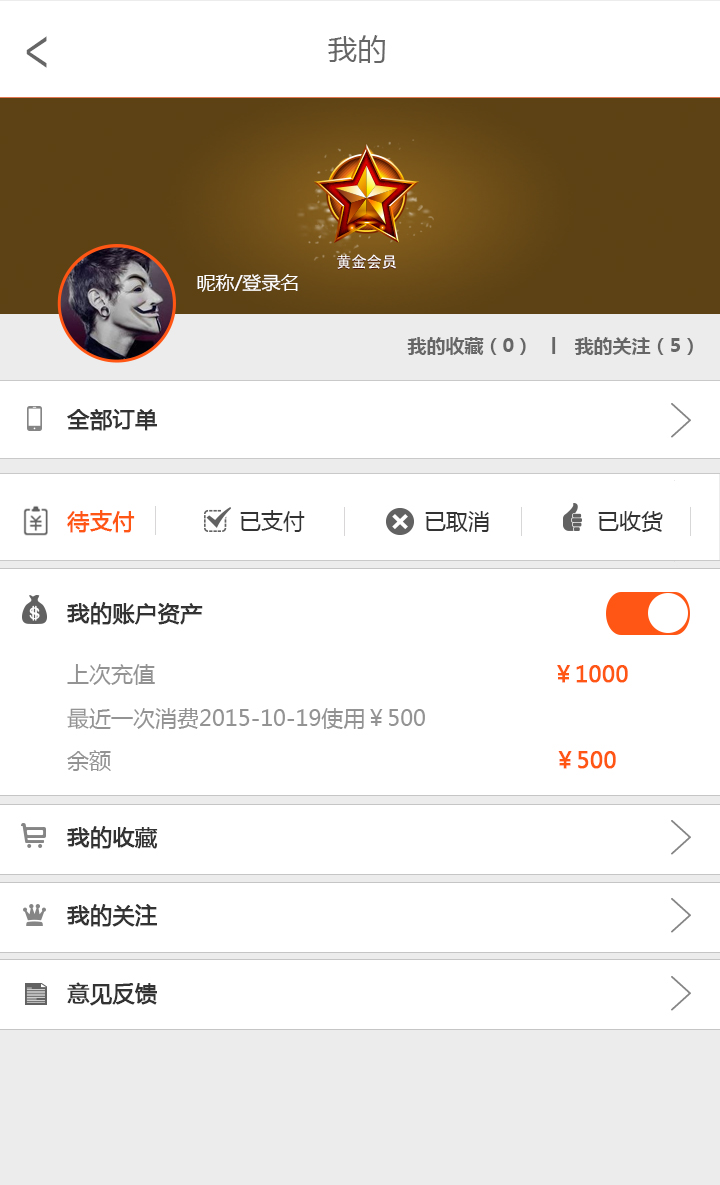 我的
黄金会员
昵称/登录名
我的收藏（0） | 我的关注（5）
全部订单
待支付 已支付 已取消 已收货
我的账户资产
上次充值 ¥1000
最近一次消费2015-10-19使用¥500
余额 ¥500
我的收藏
我的关注
意见反馈